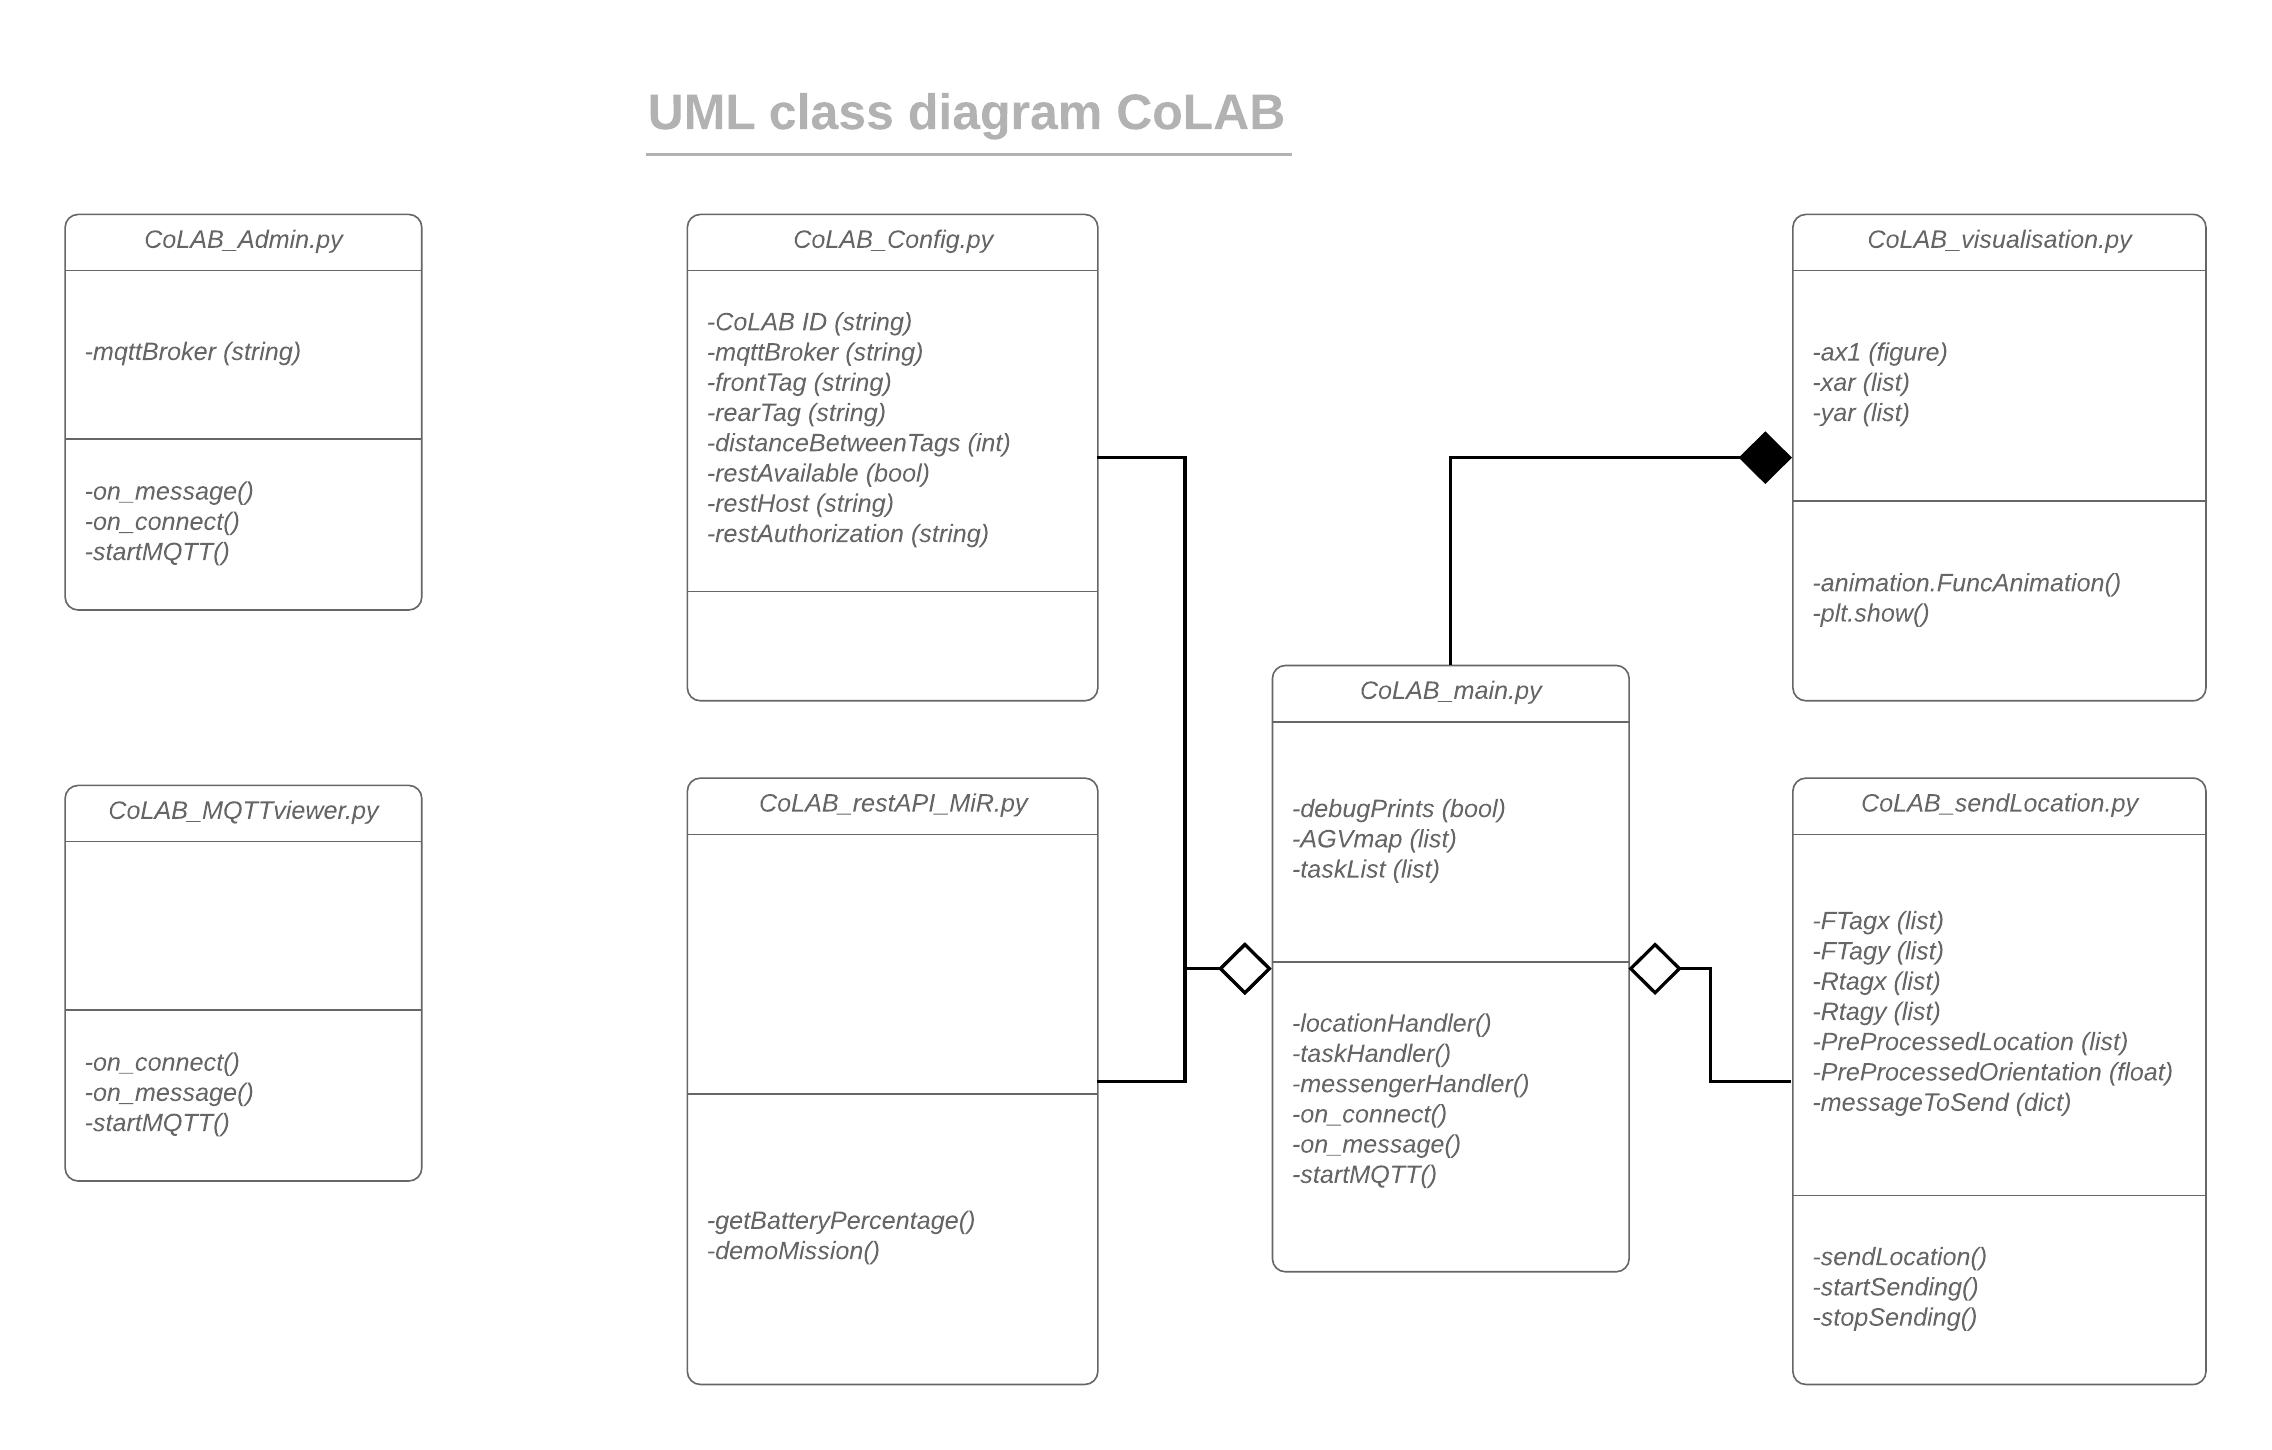 UML class diagram CoLAB
CoLAB_Admin.py
-mqttBroker (string)
-on_message()
-on_connect()
-startMQTT()
CoLAB_Config.py
-CoLAB ID (string)
-mqttBroker (string)
-frontTag (string)
-rearTag (string)
-distanceBetweenTags (int)
-restAvailable (bool)
-restHost (string)
-restAuthorization (string)
CoLAB_visualisation.py
-ax1 (figure)
-xar (list)
-yar (list)
-animation.FuncAnimation()
-plt.show()
CoLAB_MQTTviewer.py
-on_connect()
-on_message()
-startMQTT()
CoLAB_restAPI_MiR.py
-getBatteryPercentage()
-demoMission()
CoLAB_main.py
-debugPrints (bool)
-AGVmap (list)
-taskList (list)
-locationHandler()
-taskHandler()
-messengerHandler()
-on_connect()
-on_message()
-startMQTT()
CoLAB_sendLocation.py
-FTagx (list)
-FTagy (list)
-Rtagx (list)
-Rtagy (list)
-PreProcessedLocation (list)
-PreProcessedOrientation (float)
-messageToSend (dict)
-sendLocation()
-startSending()
-stopSending()